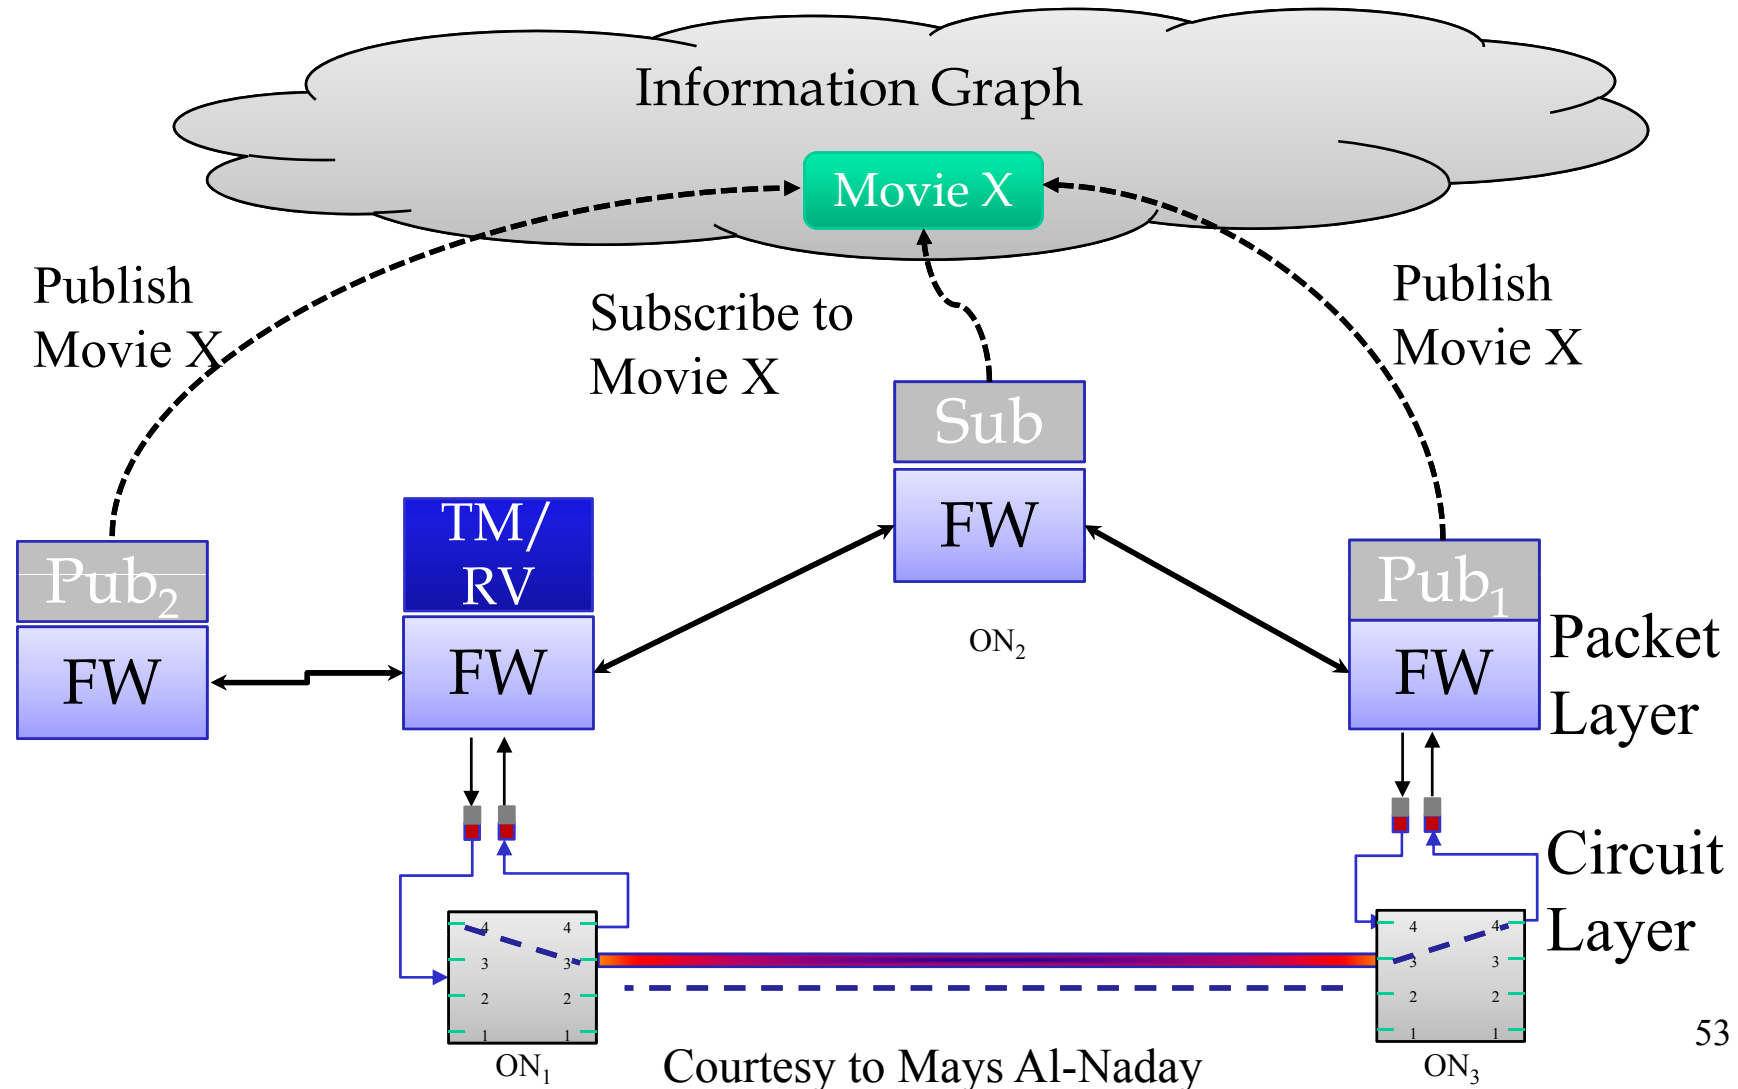 Information Graph
Movie X
Publish
Movie X
Subscribe to
Movie X
Publish
Movie X
Sub
FW
ON2
TM/
RV
FW
Pub2
FW
Pub1
FW
Packet
Layer
Circuit
Layer
4 4
3 3
2 2
1 1
ON1
4 4
3 3
2 2
1 1
ON3
Courtesy to Mays Al-Naday
53